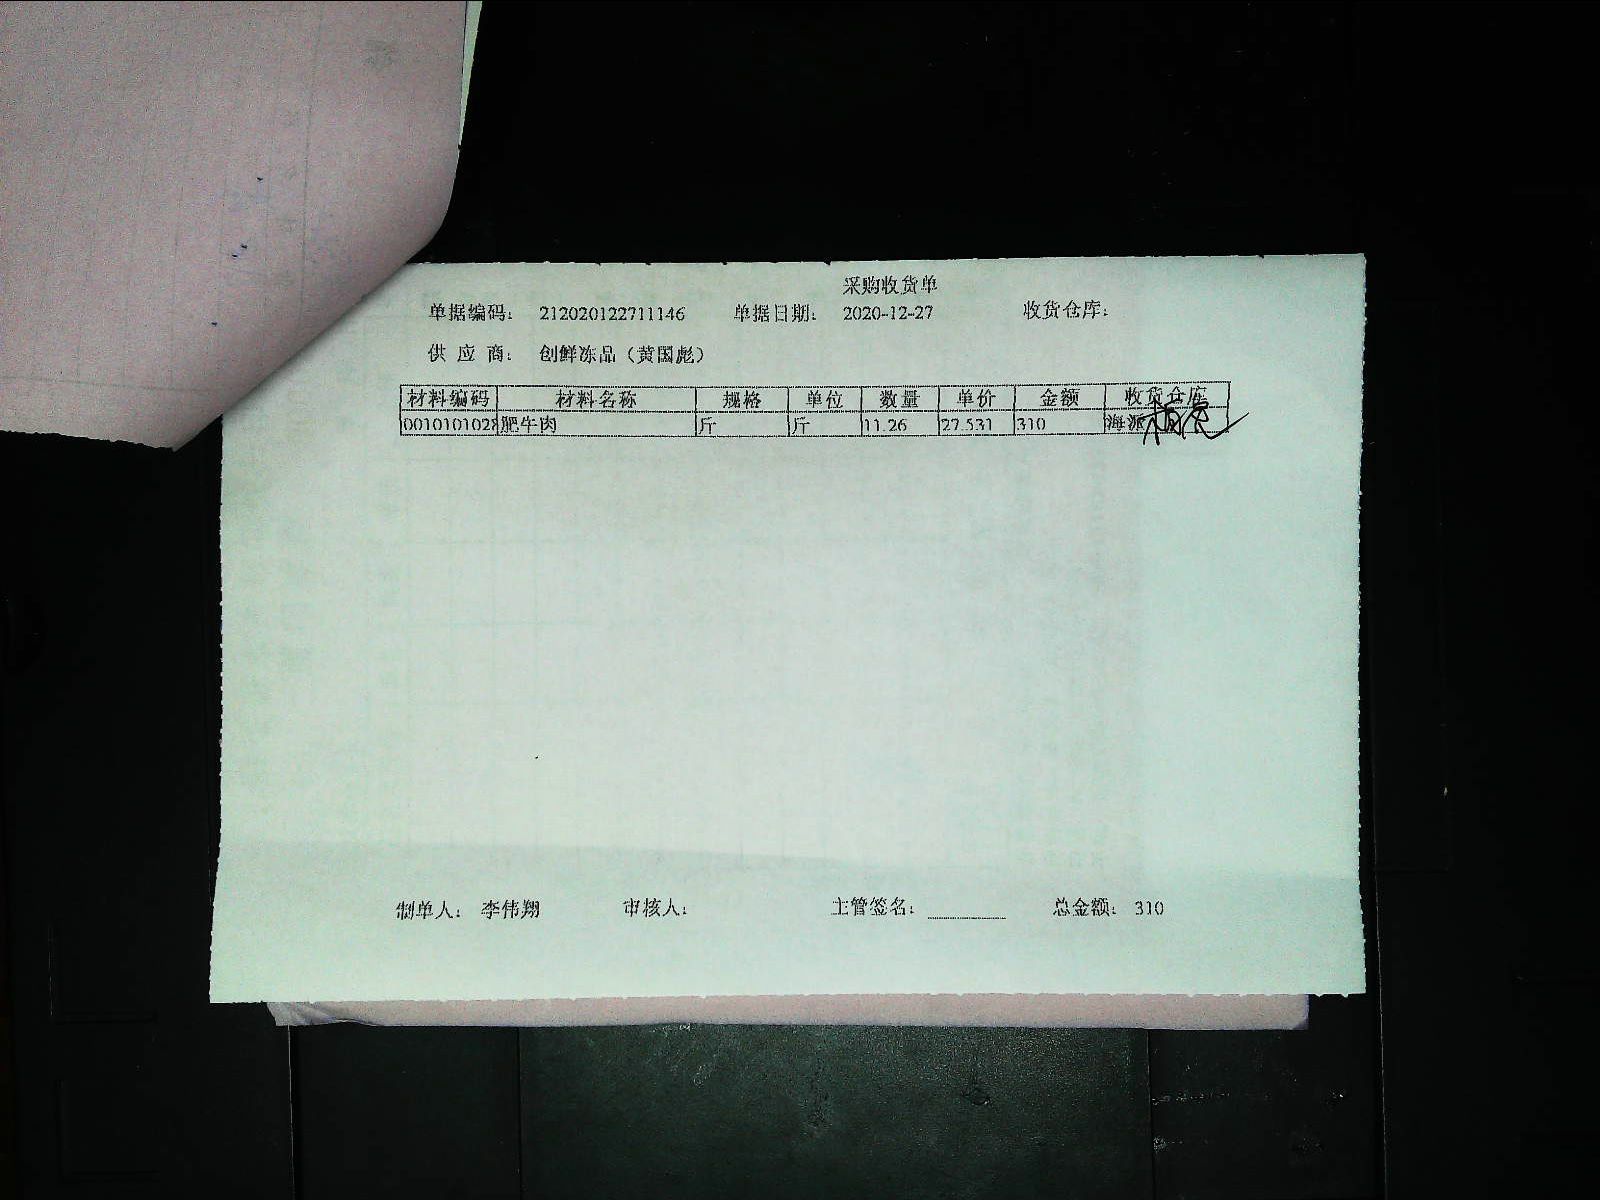 采购收货单
单据编码: 212020122711146 单据日期: 2020-12-27 收货仓库:
供 应 商: 创鲜冻品（黄国彪）
材料编码 材料名称 规格 单位 数量 单价 金额 收货仓库
0010101028 肥牛肉 斤 斤 11.26 27.531 310 海派
制单人: 李伟翔 审核人: 主管签名: 总金额: 310